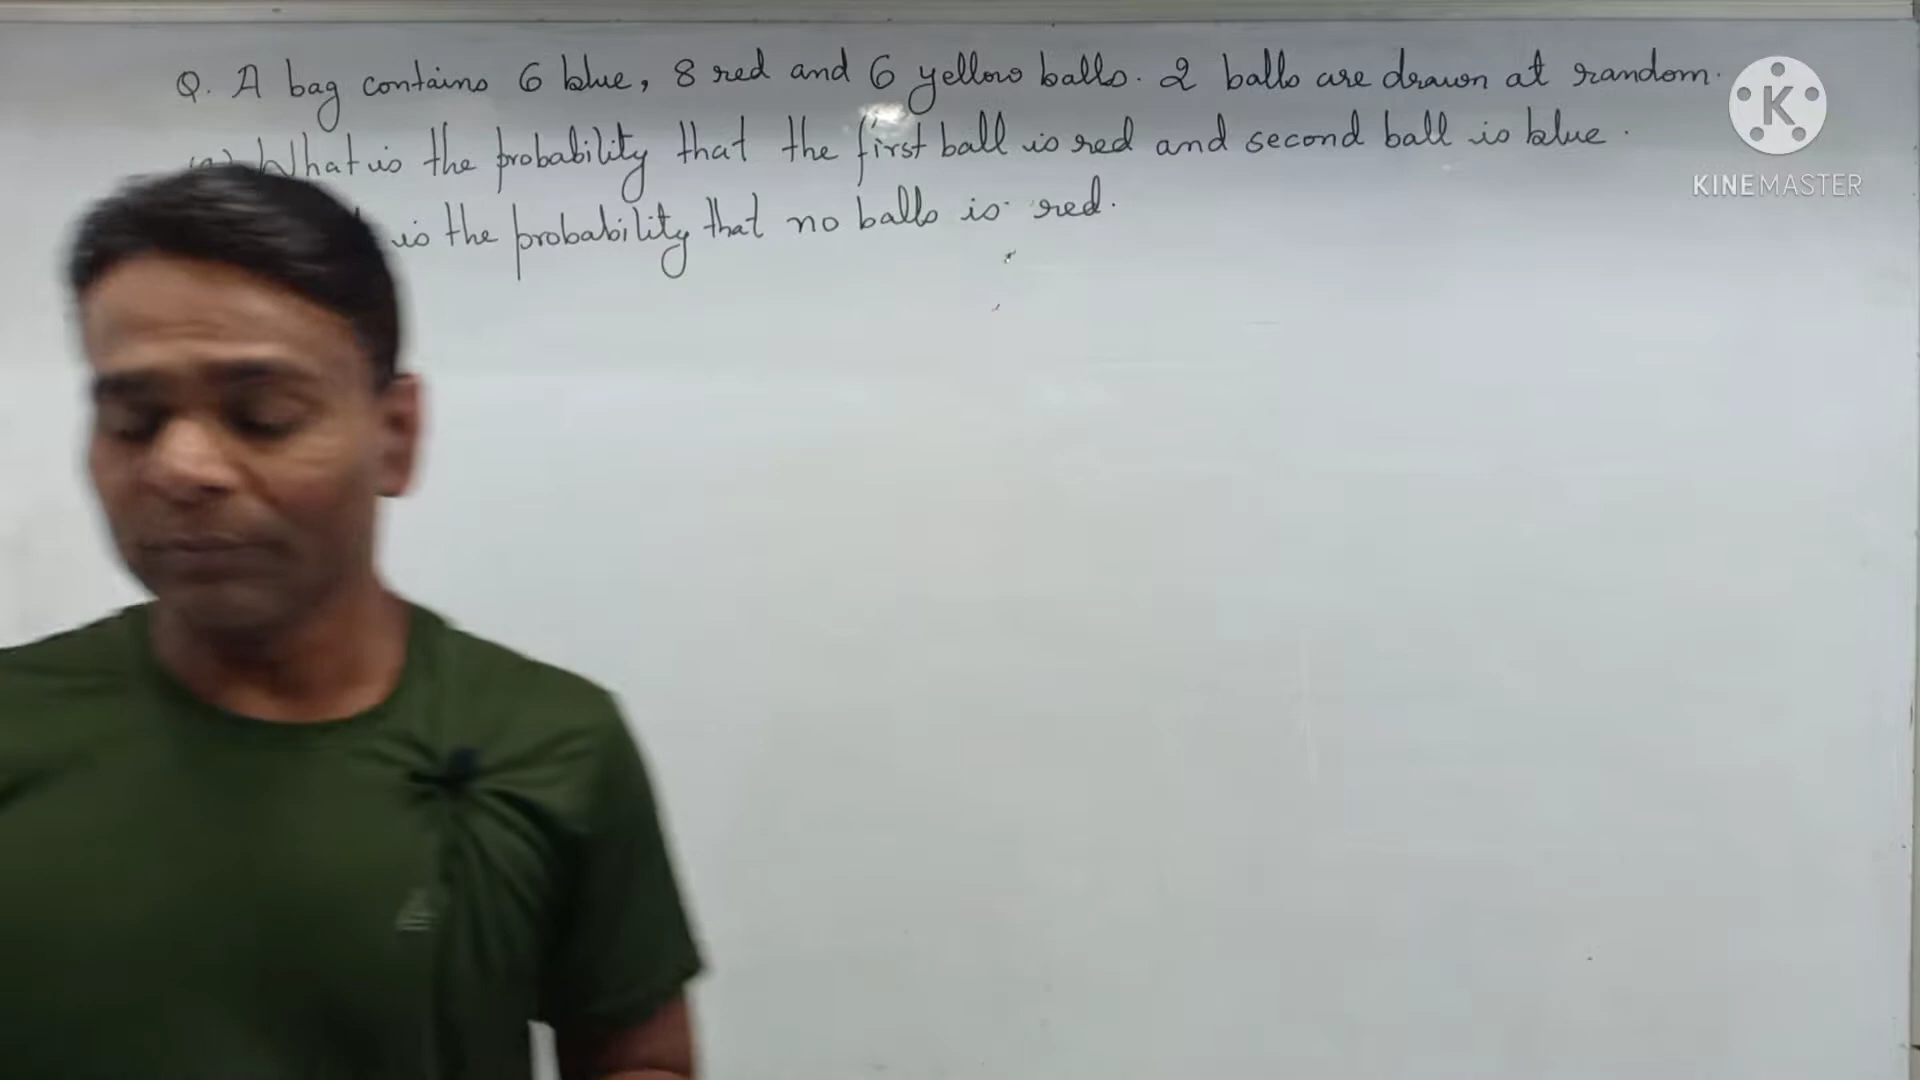 Q. A bag contains 6 blue, 8 red and 6 yellow balls. 2 balls are drawn at random.
(a) What is the probability that the first ball is red and second ball is blue.
is the probability that no balls is red.
K
KINEMASTER